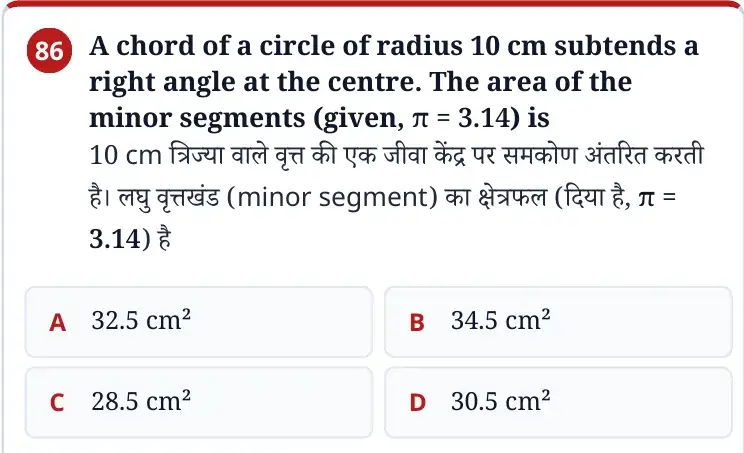 86 A chord of a circle of radius 10 cm subtends a
right angle at the centre. The area of the
minor segments (given, π = 3.14) is
10 cm त्रिज्या वाले वृत्त की एक जीवा केंद्र पर समकोण अंतरित करती
है। लघु वृत्तखंड (minor segment) का क्षेत्रफल (दिया है, π =
3.14) है
A 32.5 cm²
B 34.5 cm²
C 28.5 cm²
D 30.5 cm²